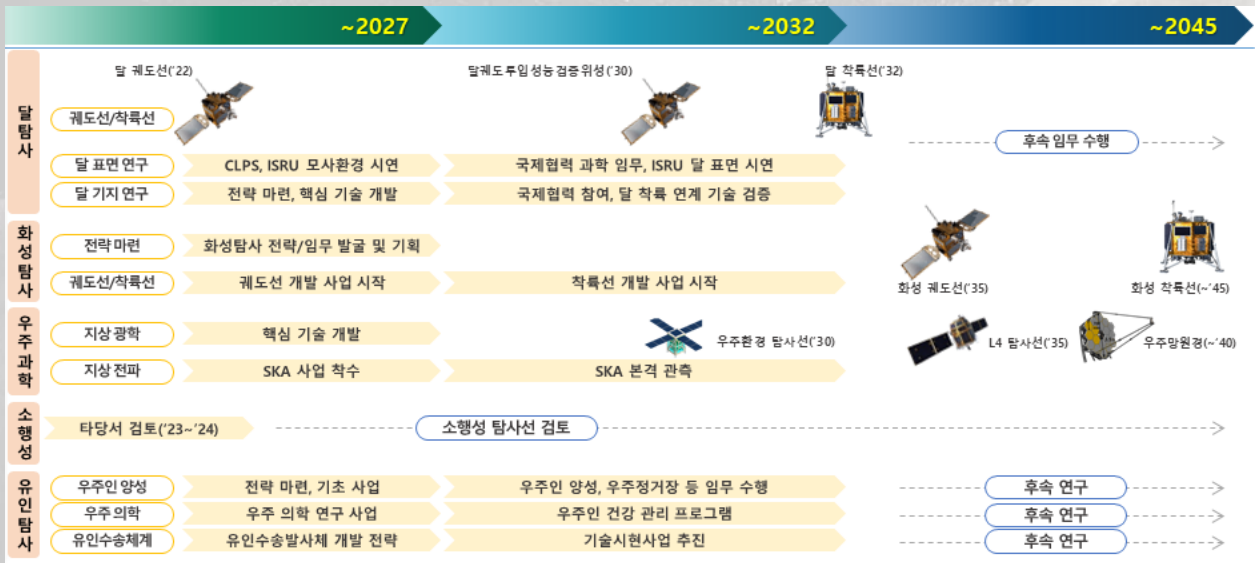 ~2027
~2032
~2045
달탐사
달 궤도선('22)
달궤도투입성능검증위성('30)
달 착륙선('32)
궤도선/착륙선
후속 임무 수행
달 표면 연구
CLPS, ISRU 모사환경 시연
국제협력 과학 임무, ISRU 달 표면 시연
달 기지 연구
전략 마련, 핵심 기술 개발
국제협력 참여, 달 착륙 연계 기술 검증
화성탐사
전략 마련
화성탐사 전략/임무 발굴 및 기획
궤도선/착륙선
궤도선 개발 사업 시작
착륙선 개발 사업 시작
화성 궤도선('35)
화성 착륙선(~'45)
우주과학
지상 광학
핵심 기술 개발
우주환경 탐사선('30)
L4 탐사선('35)
우주망원경(~'40)
지상 전파
SKA 사업 착수
SKA 본격 관측
소행성
타당서 검토('23~'24)
소행성 탐사선 검토
유인탐사
우주인 양성
전략 마련, 기초 사업
우주인 양성, 우주정거장 등 임무 수행
후속 연구
우주 의학
우주 의학 연구 사업
우주인 건강 관리 프로그램
후속 연구
유인수송체계
유인수송발사체 개발 전략
기술시현사업 추진
후속 연구